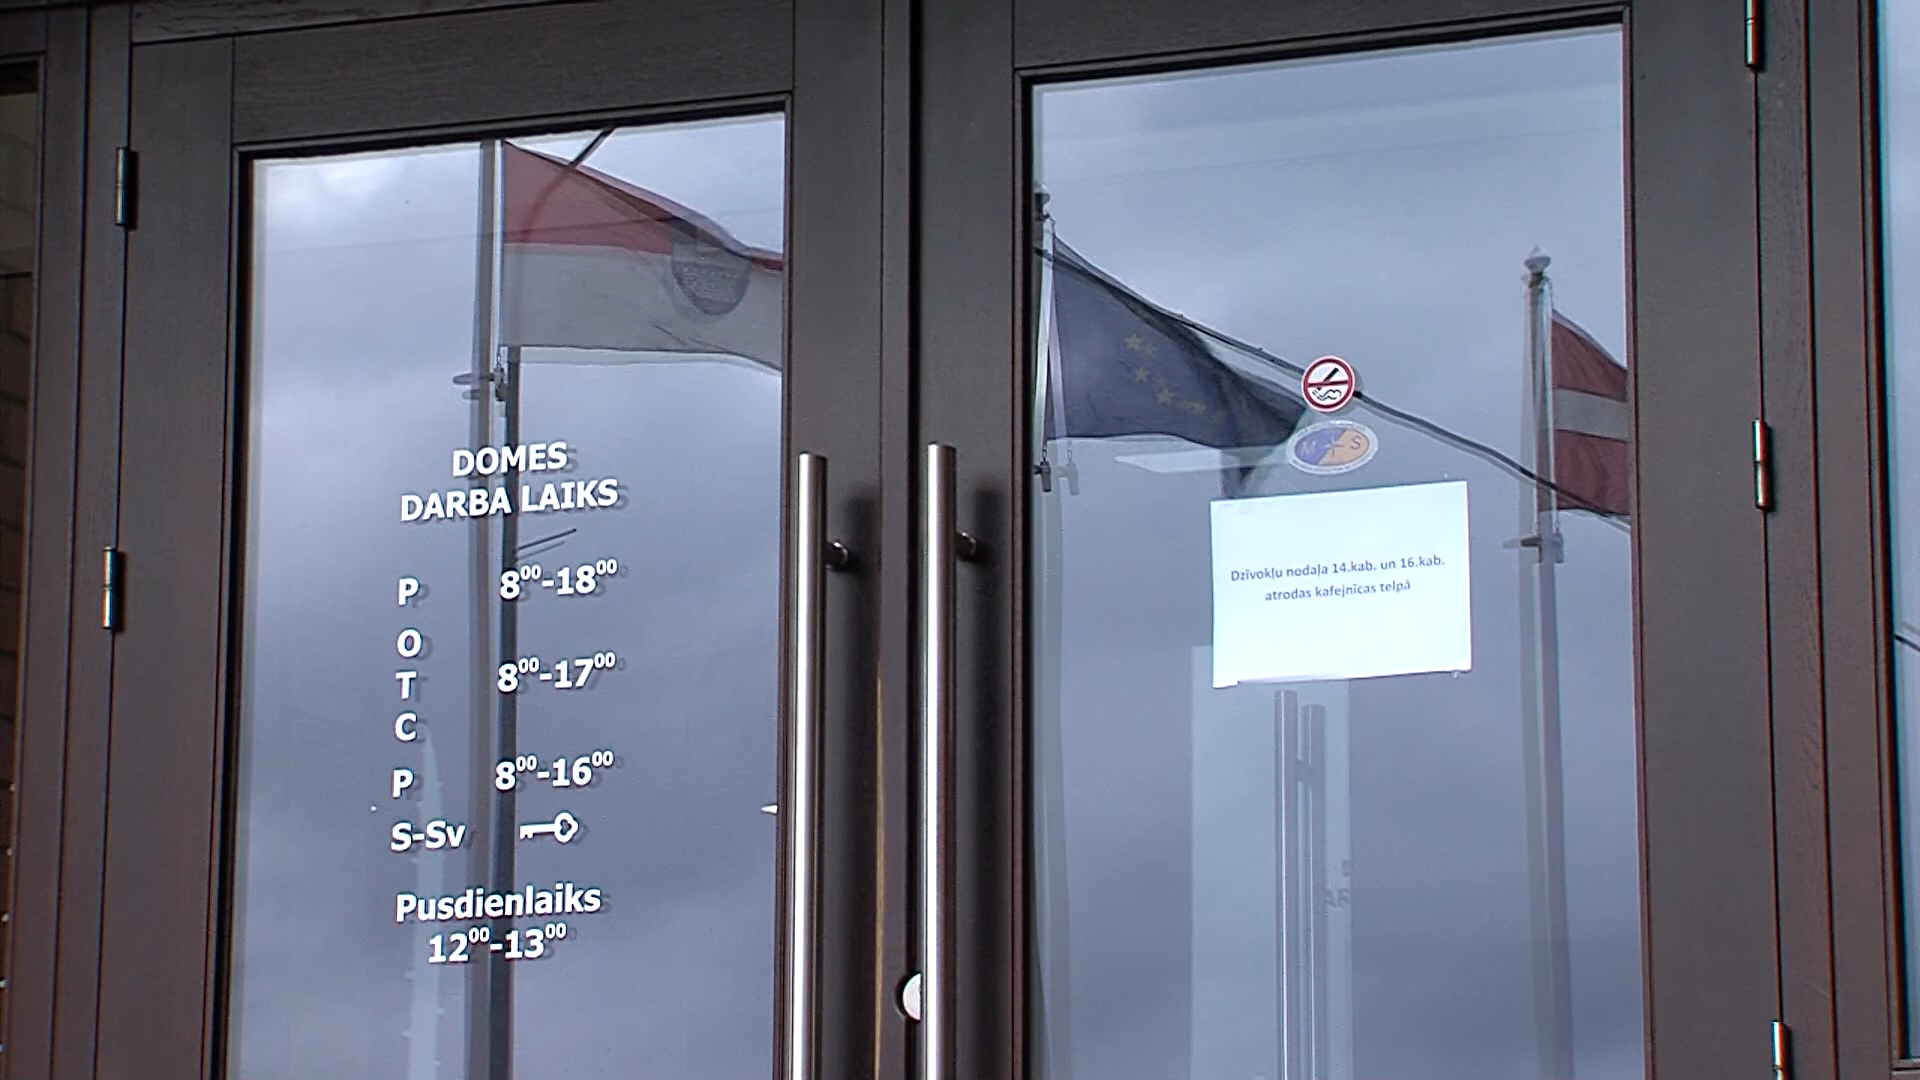 DOMES
DARBA LAIKS
P 8⁰⁰-18⁰⁰
O
T 8⁰⁰-17⁰⁰
C
P 8⁰⁰-16⁰⁰
S-Sv
Pusdienlaiks
12⁰⁰-13⁰⁰
M S
Dzīvokļu nodaļa 14.kab. un 16.kab.
atrodas kafejnīcas telpā